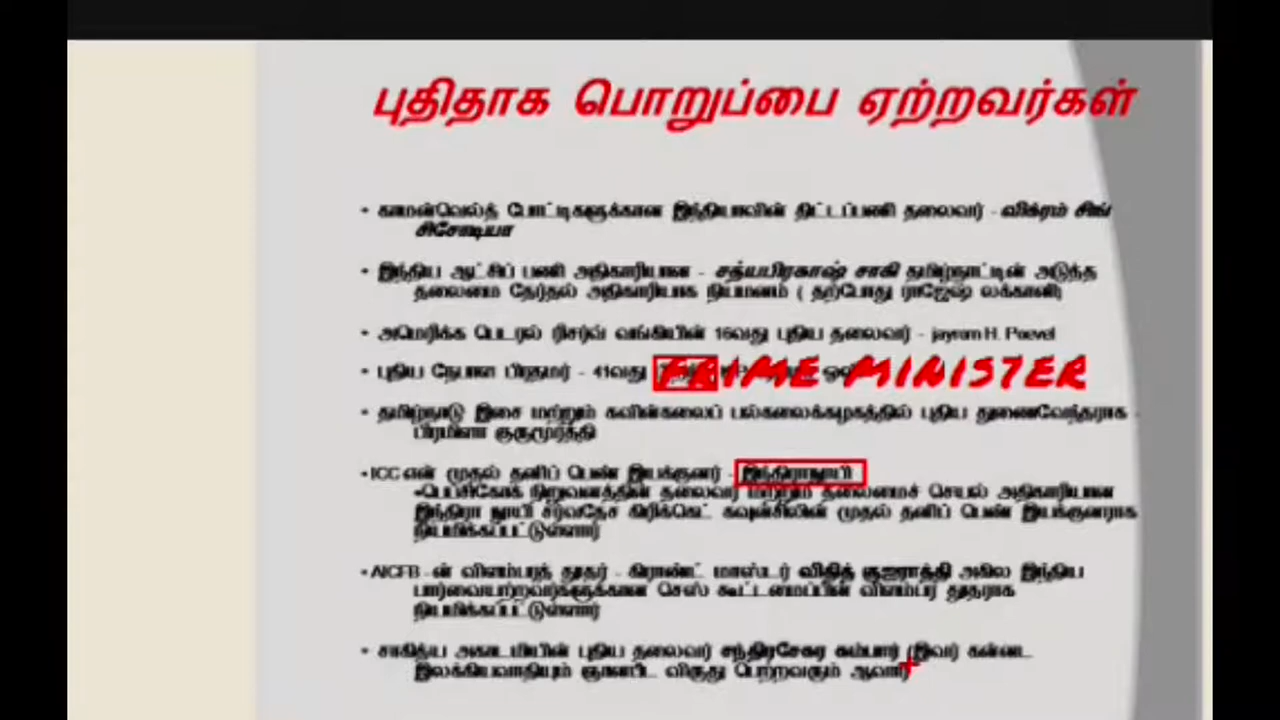 புதிதாக பொறுப்பை ஏற்றவர்கள்
• காமன்வெல்த் போட்டிகளுக்கான இந்தியாவின் திட்டப்பணி தலைவர் - விக்ரம் சிங்
சிசோடியா
• இந்திய ஆட்சிப் பணி அதிகாரியான - சத்யபிரகாஷ் சாகி தமிழ்நாட்டின் அடுத்த
தலைமை தேர்தல் அதிகாரியாக நியமனம் ( தற்போது ராஜேஷ் லக்கானி)
• அமெரிக்க பெடரல் ரிசர்வ் வங்கியின் 16வது புதிய தலைவர் - jayrom H. Poevel
• புதிய நேபாள பிரதமர் - 41வது PRIME MINISTER
• தமிழ்நாடு இசை மற்றும் கவின்கலைப் பல்கலைக்கழகத்தில் புதிய துணைவேந்தராக -
பிரமிளா குருமூர்த்தி
• ICC என் முதல் தனிப் பெண் இயக்குனர் - இந்திராநூயி
•பெப்சிகோக் நிறுவனத்தின் தலைவர் மற்றும் தலைமைச் செயல் அதிகாரியான
இந்திரா நூயி சர்வதேச கிரிக்கெட் கவுன்சிலின் முதல் தனிப் பெண் இயக்குனராக
நியமிக்கப்பட்டுள்ளார்
• AICFB - ன் விளம்பரத் தூதர் - கிராண்ட் மாஸ்டர் விதித் குஜராத்தி அகில இந்திய
பார்வையற்றவர்களுக்கான செஸ் கூட்டமைப்பின் விளம்பர தூதராக
நியமிக்கப்பட்டுள்ளார்
• சாகித்ய அகாடமியின் புதிய தலைவர் சந்திரசேகர கம்பார் (இவர் கன்னட
இலக்கியவாதியும் ஞானபீட விருது பெற்றவரும் ஆவார்)